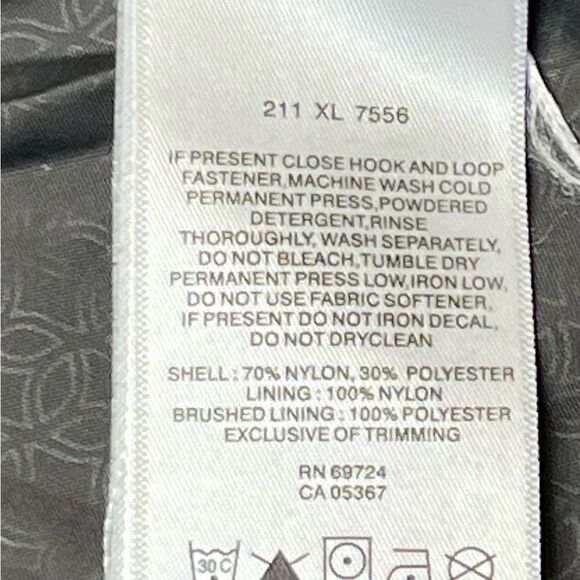 211 XL 7556
IF PRESENT CLOSE HOOK AND LOOP
FASTENER,MACHINE WASH COLD
PERMANENT PRESS,POWDERED
DETERGENT,RINSE
THOROUGHLY, WASH SEPARATELY,
DO NOT BLEACH,TUMBLE DRY
PERMANENT PRESS LOW,IRON LOW,
DO NOT USE FABRIC SOFTENER,
IF PRESENT DO NOT IRON DECAL,
DO NOT DRYCLEAN
SHELL : 70% NYLON, 30% POLYESTER
LINING : 100% NYLON
BRUSHED LINING : 100% POLYESTER
EXCLUSIVE OF TRIMMING
RN 69724
CA 05367
30 C